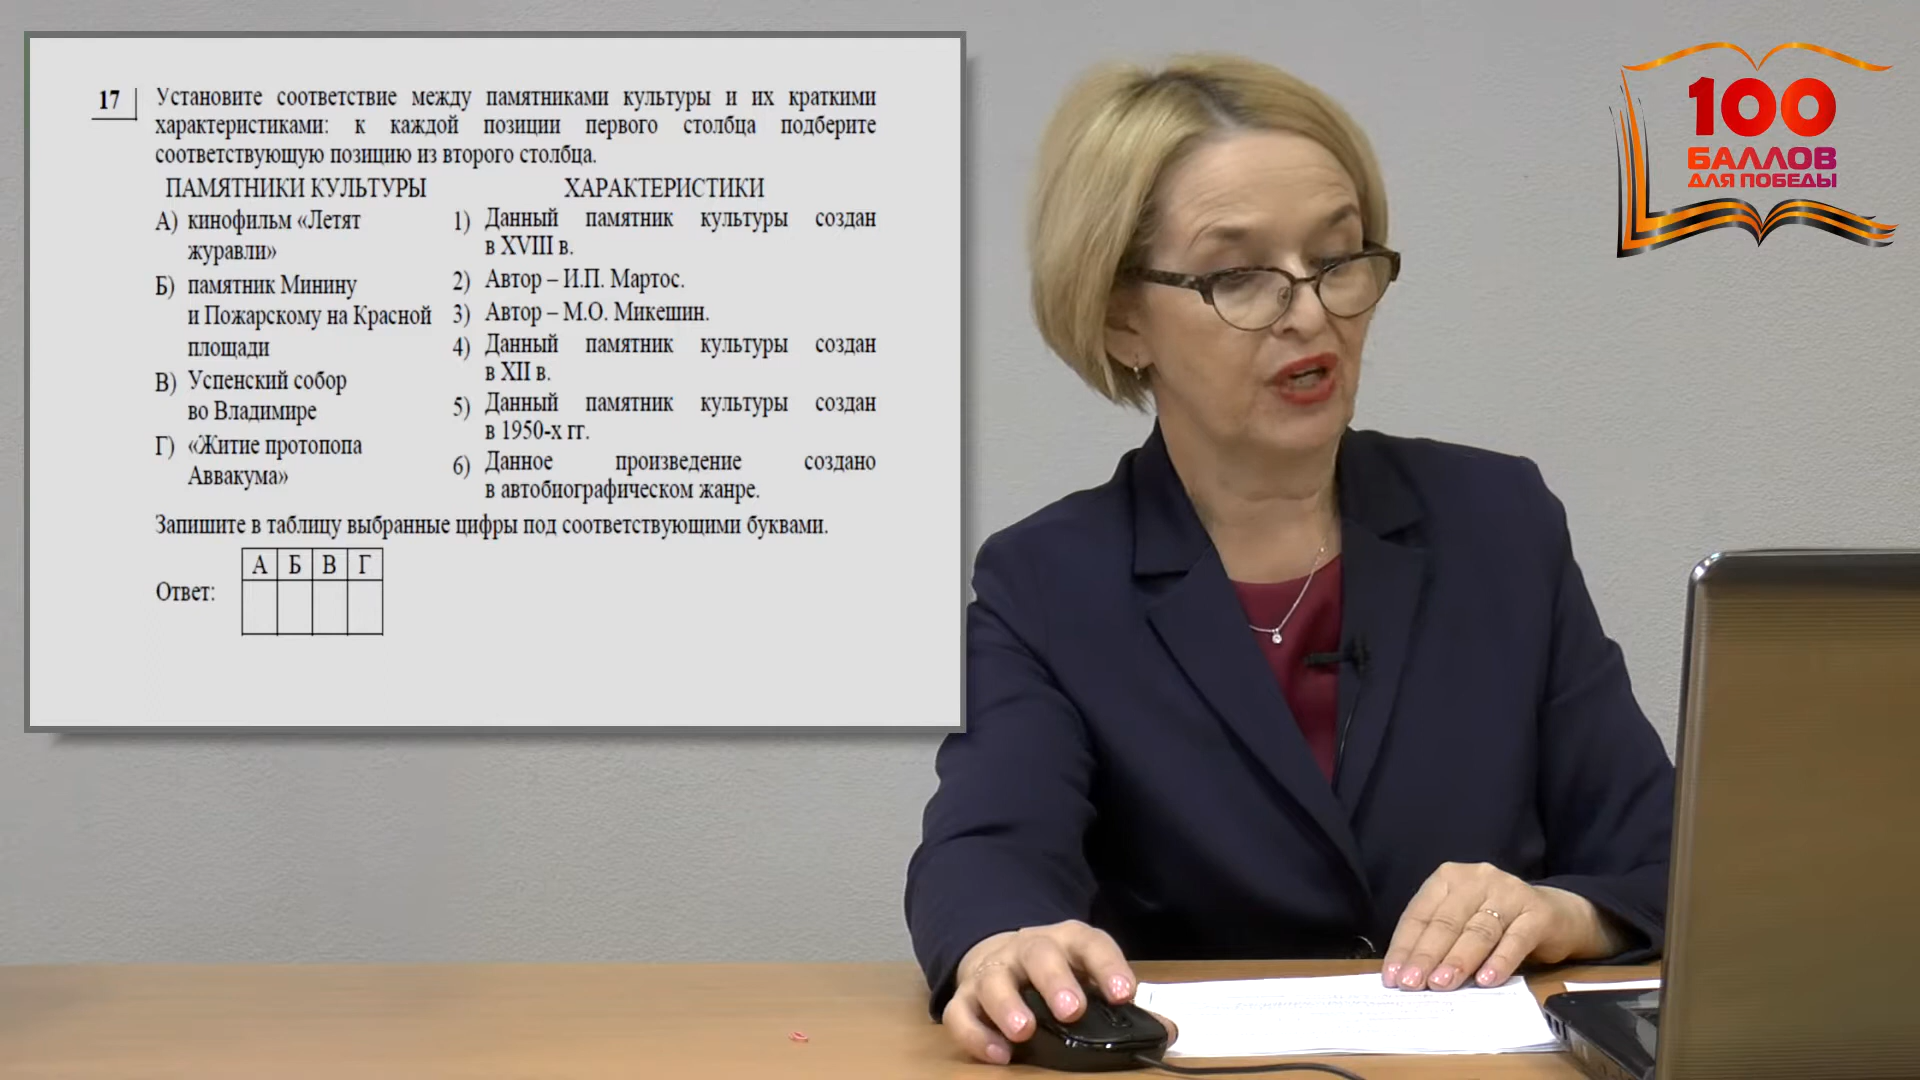 17
Установите соответствие между памятниками культуры и их краткими
характеристиками: к каждой позиции первого столбца подберите
соответствующую позицию из второго столбца.
ПАМЯТНИКИ КУЛЬТУРЫ
А) кинофильм «Летят
журавли»
Б) памятник Минину
и Пожарскому на Красной
площади
В) Успенский собор
во Владимире
Г) «Житие протопопа
Аввакума»
ХАРАКТЕРИСТИКИ
1) Данный памятник культуры создан
в XVIII в.
2) Автор – И.П. Мартос.
3) Автор – М.О. Микешин.
4) Данный памятник культуры создан
в XII в.
5) Данный памятник культуры создан
в 1950-х гг.
6) Данное произведение создано
в автобиографическом жанре.
Запишите в таблицу выбранные цифры под соответствующими буквами.
Ответ:
А Б В Г
100
БАЛЛОВ
ДЛЯ ПОБЕДЫ